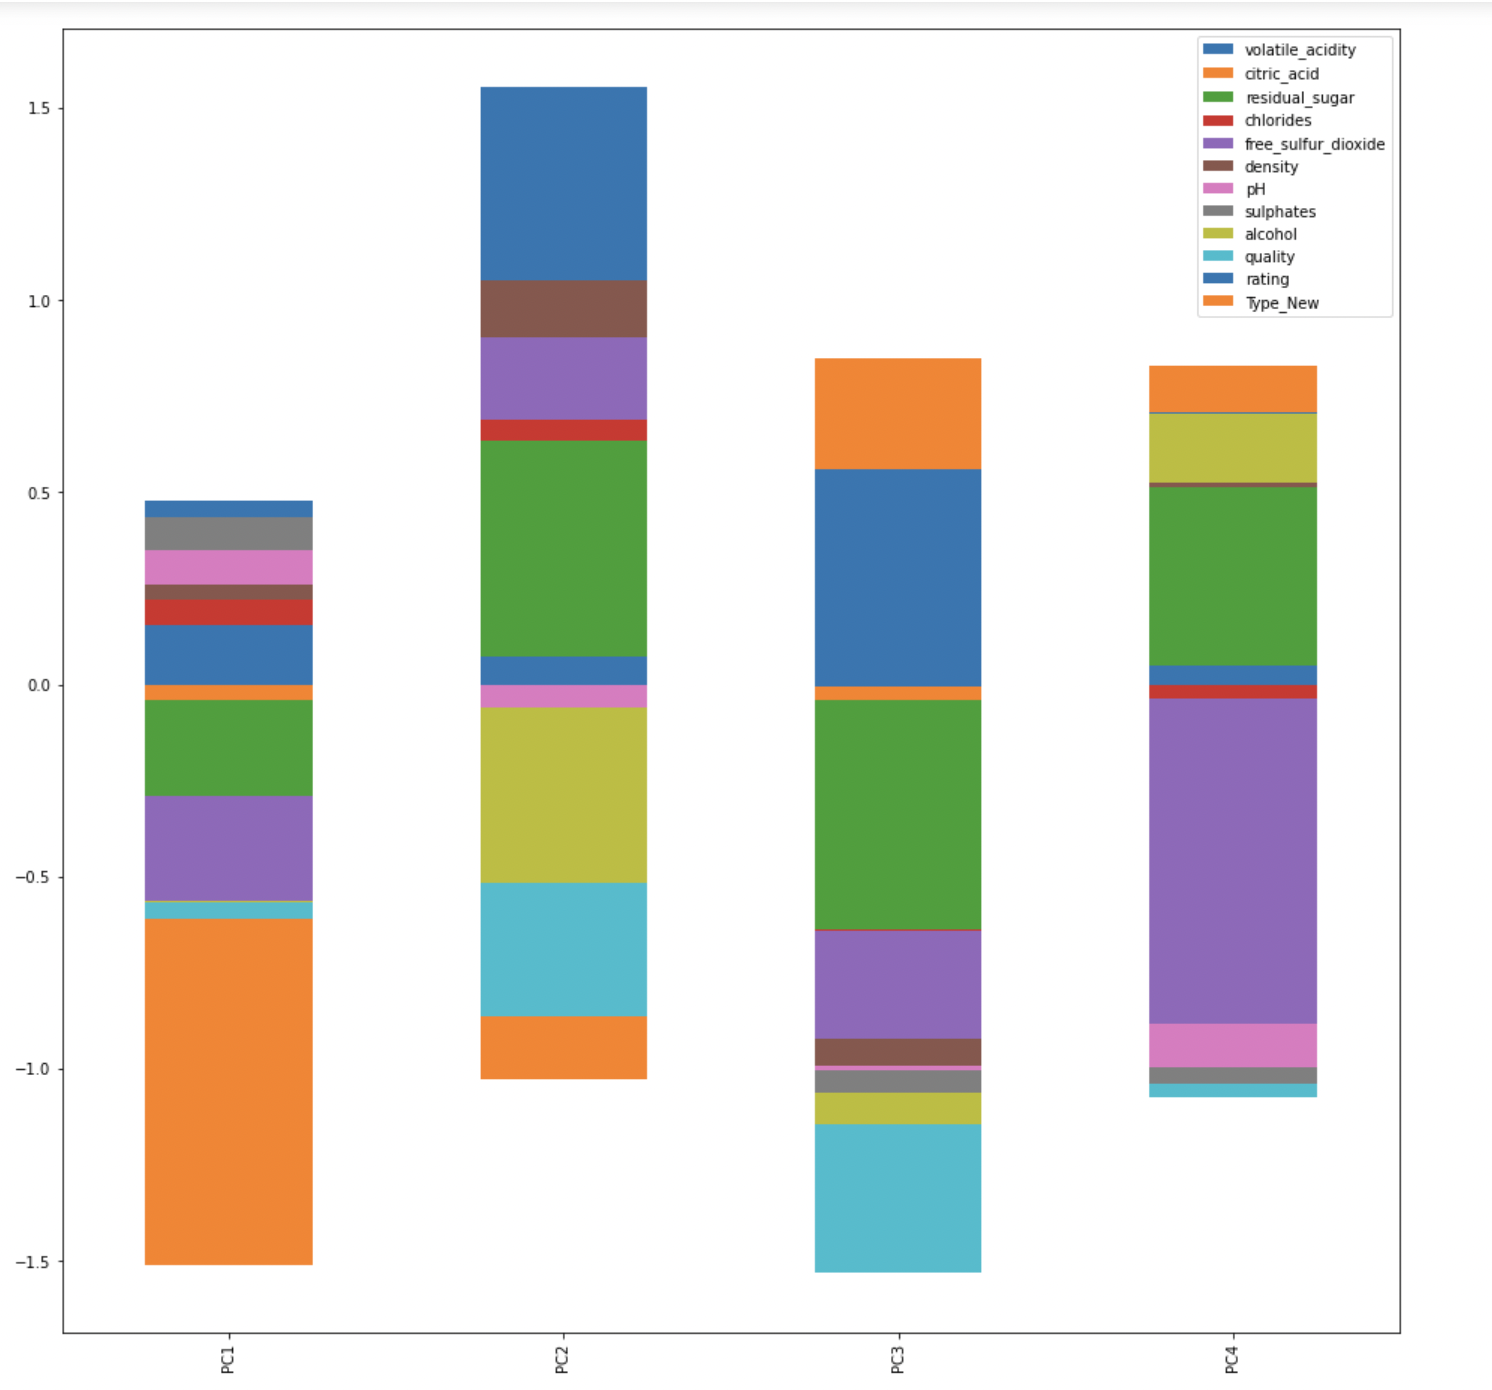 volatile_acidity
citric_acid
residual_sugar
chlorides
free_sulfur_dioxide
density
pH
sulphates
alcohol
quality
rating
Type_New
1.5
1.0
0.5
0.0
−0.5
−1.0
−1.5
PC1
PC2
PC3
PC4